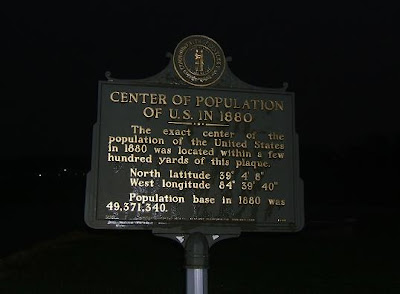 CENTER OF POPULATION
OF U.S. IN 1880
The exact center of the
population of the United States
in 1880 was located within a few
hundred yards of this plaque.
North latitude 39° 4' 8"
West longitude 84° 39' 40"
Population base in 1880 was
49,371,340.